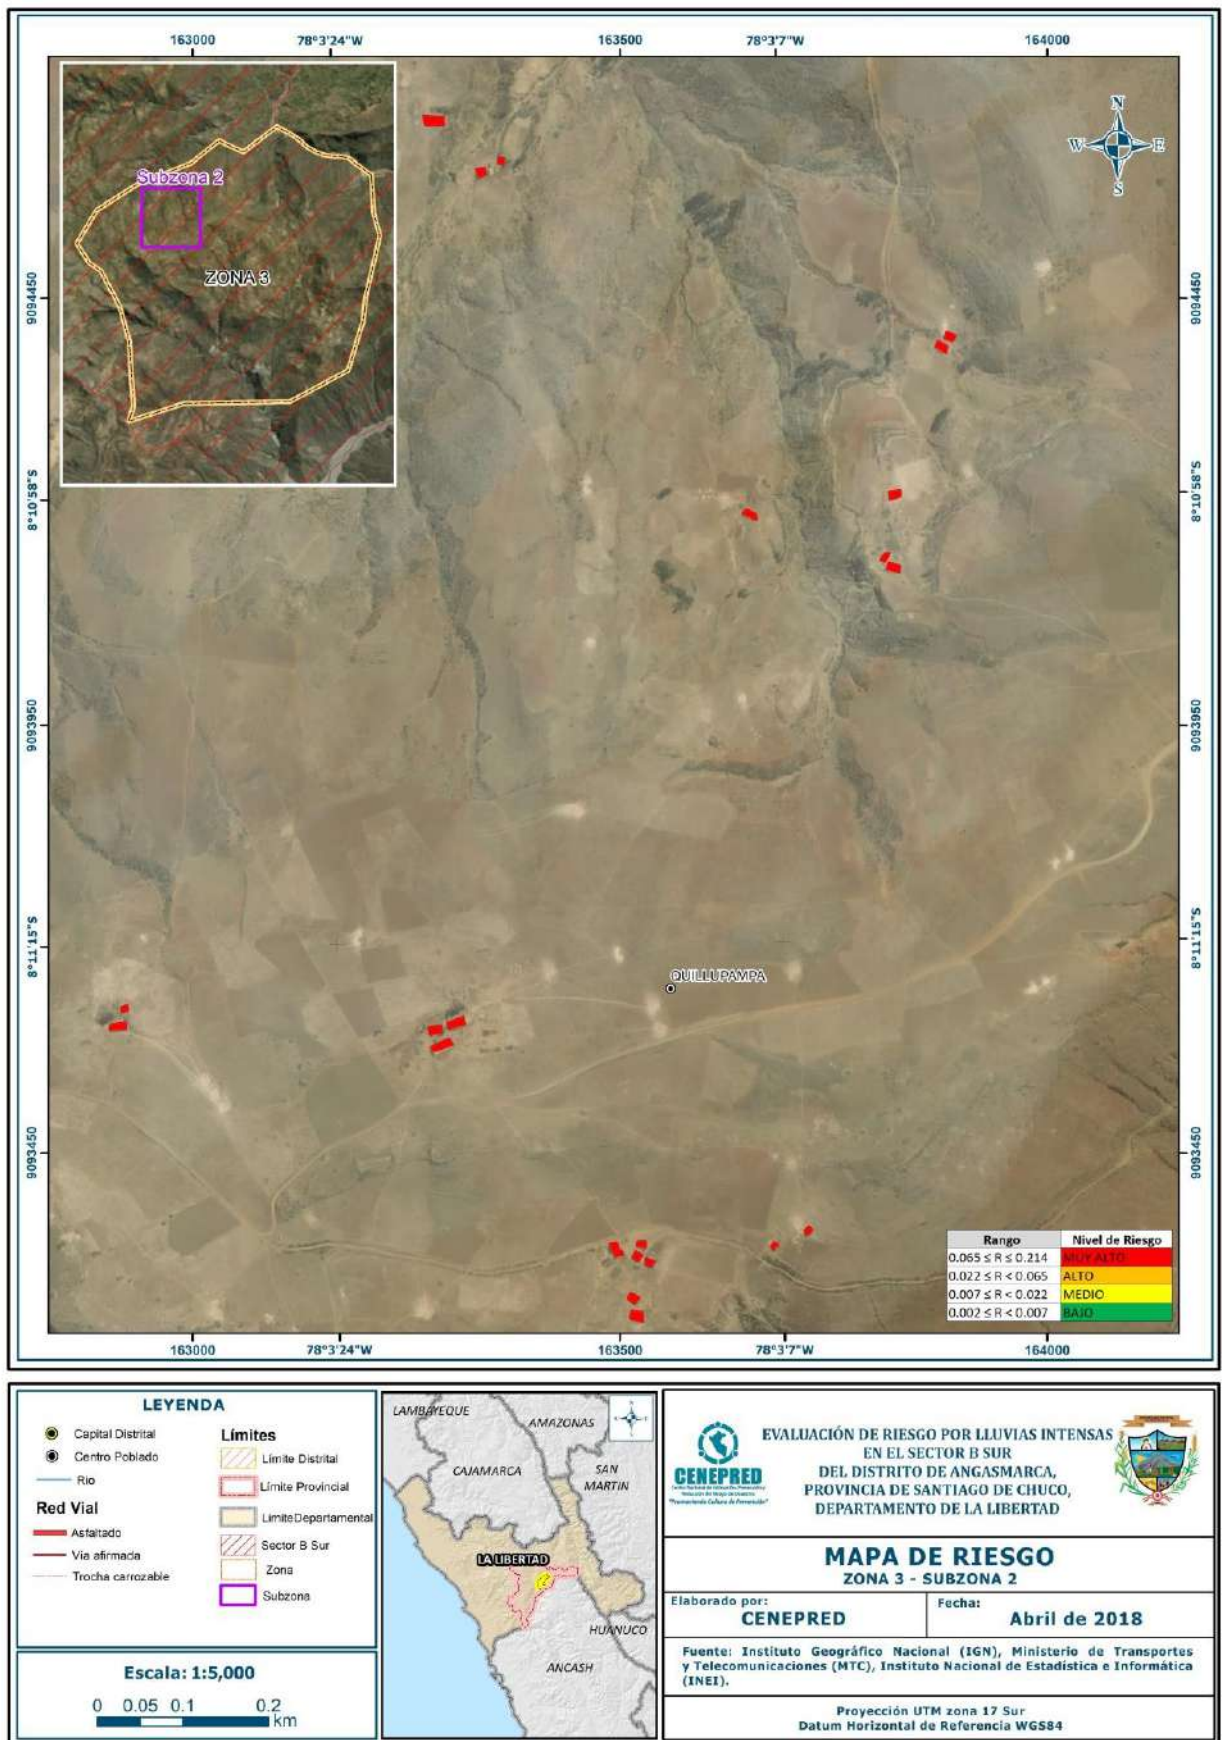 163000 78°3'24"W 163500 78°3'7"W 164000
Subzona 2
ZONA 3
N
W E
S
9094450 9094450
8°10'58"S 8°10'58"S
9093950 9093950
8°11'15"S 8°11'15"S
QUILLUPAMPA
9093450 9093450
Rango Nivel de Riesgo
0.065 ≤ R ≤ 0.214 MUY ALTO
0.022 ≤ R < 0.065 ALTO
0.007 ≤ R < 0.022 MEDIO
0.002 ≤ R < 0.007 BAJO
163000 78°3'24"W 163500 78°3'7"W 164000
LEYENDA
Capital Distrital
Centro Poblado
Rio
Red Vial
Asfaltado
Via afirmada
Trocha carrozable
Límites
Límite Distrital
Límite Provincial
LimiteDepartamental
Sector B Sur
Zona
Subzona
Escala: 1:5,000
0 0.05 0.1 0.2
km
LAMBAYEQUE
AMAZONAS
CAJAMARCA
SAN
MARTIN
LA LIBERTAD
HUANUCO
ANCASH
CENEPRED
EVALUACIÓN DE RIESGO POR LLUVIAS INTENSAS
EN EL SECTOR B SUR
DEL DISTRITO DE ANGASMARCA,
PROVINCIA DE SANTIAGO DE CHUCO,
DEPARTAMENTO DE LA LIBERTAD
MAPA DE RIESGO
ZONA 3 - SUBZONA 2
Elaborado por:
CENEPRED
Fecha:
Abril de 2018
Fuente: Instituto Geográfico Nacional (IGN), Ministerio de Transportes
y Telecomunicaciones (MTC), Instituto Nacional de Estadística e Informática
(INEI).
Proyección UTM zona 17 Sur
Datum Horizontal de Referencia WGS84